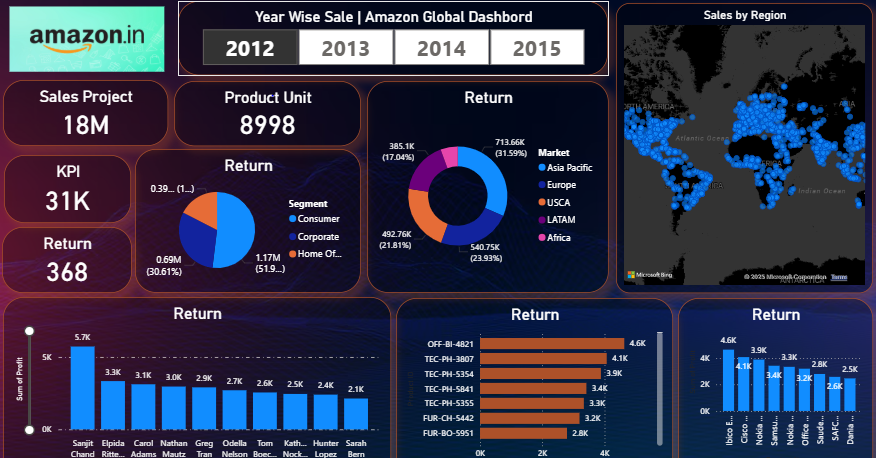 amazon.in
Year Wise Sale | Amazon Global Dashbord
2012
2013
2014
2015
Sales by Region
NORTH AMERICA
ASIA
Atlantic Ocean
AFRICA
Indian Ocean
Microsoft Bing
© 2025 Microsoft Corporation Terms
ANTARCTICA
Sales Project
18M
Product Unit
8998
KPI
31K
Return
368
Return
0.39... (1...)
0.69M
(30.61%)
1.17M
(51.9...)
Segment
Consumer
Corporate
Home Of...
Return
385.1K
(17.04%)
713.66K
(31.59%)
492.76K
(21.81%)
540.75K
(23.93%)
Market
Asia Pacific
Europe
USCA
LATAM
Africa
Return
Sum of Profit
5K
0K
5.7K
3.3K
3.1K
3.0K
2.9K
2.7K
2.6K
2.5K
2.4K
2.1K
Sanjit Chand
Elpida Ritte...
Carol Adams
Nathan Mautz
Greg Tran
Odella Nelson
Tom Boec...
Kath... Nock...
Hunter Lopez
Sarah Bern
Return
OFF-BI-4821 4.6K
TEC-PH-3807 4.1K
TEC-PH-5354 3.9K
TEC-PH-5841 3.4K
TEC-PH-5355 3.3K
FUR-CH-5442 3.2K
FUR-BO-5951 2.8K
0K 2K 4K
Return
4K
2K
0K
4.6K
4.1K
3.9K
3.4K
3.3K
3.2K
2.8K
2.6K
2.5K
Ibico E...
Cisco ...
Nokia ...
Samsu...
Nokia ...
Office ...
Saude...
SAFC...
Dania ...